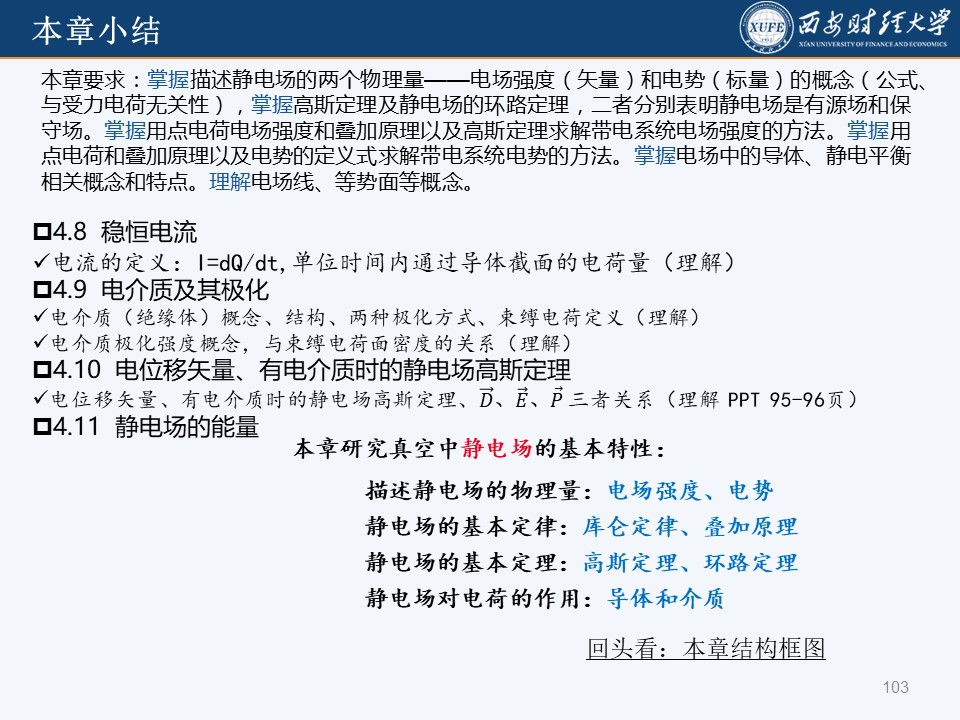 本章小结
XUFE
西安财经大学
XI'AN UNIVERSITY OF FINANCE AND ECONOMICS
本章要求：掌握描述静电场的两个物理量——电场强度（矢量）和电势（标量）的概念（公式、
与受力电荷无关性），掌握高斯定理及静电场的环路定理，二者分别表明静电场是有源场和保
守场。掌握用点电荷电场强度和叠加原理以及高斯定理求解带电系统电场强度的方法。掌握用
点电荷和叠加原理以及电势的定义式求解带电系统电势的方法。掌握电场中的导体、静电平衡
相关概念和特点。理解电场线、等势面等概念。
4.8 稳恒电流
✓电流的定义：I=dQ/dt,单位时间内通过导体截面的电荷量（理解）
4.9 电介质及其极化
✓电介质（绝缘体）概念、结构、两种极化方式、束缚电荷定义（理解）
✓电介质极化强度概念，与束缚电荷面密度的关系（理解）
4.10 电位移矢量、有电介质时的静电场高斯定理
✓电位移矢量、有电介质时的静电场高斯定理、D⃗、E⃗、P⃗ 三者关系（理解 PPT 95-96页）
4.11 静电场的能量
本章研究真空中静电场的基本特性：
描述静电场的物理量：电场强度、电势
静电场的基本定律：库仑定律、叠加原理
静电场的基本定理：高斯定理、环路定理
静电场对电荷的作用：导体和介质
回头看：本章结构框图
103